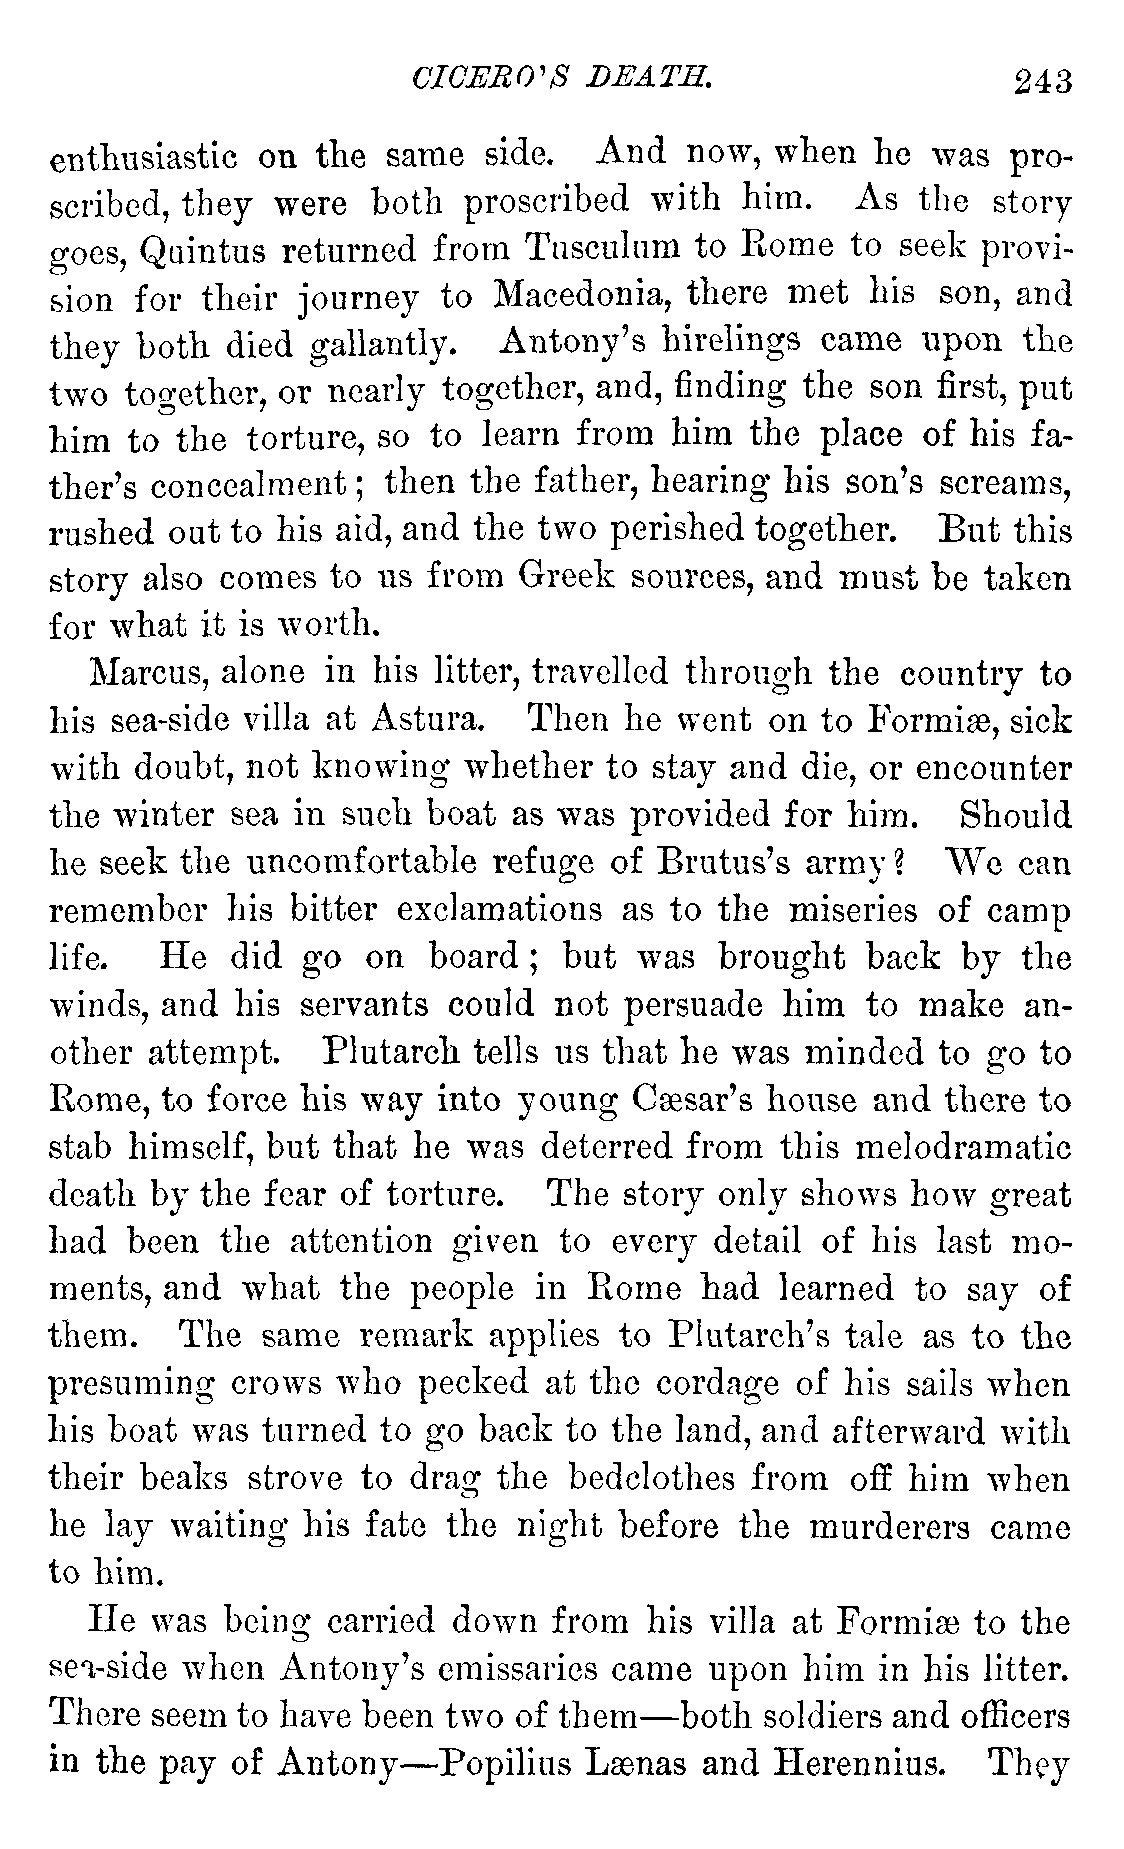 CICERO'S DEATH. 243
enthusiastic on the same side. And now, when he was pro-
scribed, they were both proscribed with him. As the story
goes, Quintus returned from Tusculum to Rome to seek provi-
sion for their journey to Macedonia, there met his son, and
they both died gallantly. Antony's hirelings came upon the
two together, or nearly together, and, finding the son first, put
him to the torture, so to learn from him the place of his fa-
ther's concealment; then the father, hearing his son's screams,
rushed out to his aid, and the two perished together. But this
story also comes to us from Greek sources, and must be taken
for what it is worth.
Marcus, alone in his litter, travelled through the country to
his sea-side villa at Astura. Then he went on to Formiæ, sick
with doubt, not knowing whether to stay and die, or encounter
the winter sea in such boat as was provided for him. Should
he seek the uncomfortable refuge of Brutus's army? We can
remember his bitter exclamations as to the miseries of camp
life. He did go on board; but was brought back by the
winds, and his servants could not persuade him to make an-
other attempt. Plutarch tells us that he was minded to go to
Rome, to force his way into young Cæsar's house and there to
stab himself, but that he was deterred from this melodramatic
death by the fear of torture. The story only shows how great
had been the attention given to every detail of his last mo-
ments, and what the people in Rome had learned to say of
them. The same remark applies to Plutarch's tale as to the
presuming crows who pecked at the cordage of his sails when
his boat was turned to go back to the land, and afterward with
their beaks strove to drag the bedclothes from off him when
he lay waiting his fate the night before the murderers came
to him.
He was being carried down from his villa at Formiæ to the
sea-side when Antony's emissaries came upon him in his litter.
There seem to have been two of them—both soldiers and officers
in the pay of Antony—Popilius Lænas and Herennius. They